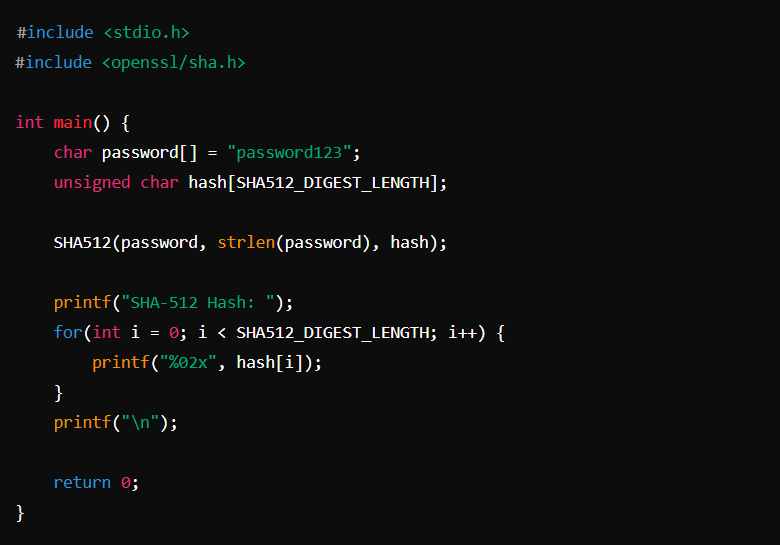 #include <stdio.h>
#include <openssl/sha.h>

int main() {
    char password[] = "password123";
    unsigned char hash[SHA512_DIGEST_LENGTH];

    SHA512(password, strlen(password), hash);

    printf("SHA-512 Hash: ");
    for(int i = 0; i < SHA512_DIGEST_LENGTH; i++) {
        printf("%02x", hash[i]);
    }
    printf("\n");

    return 0;
}